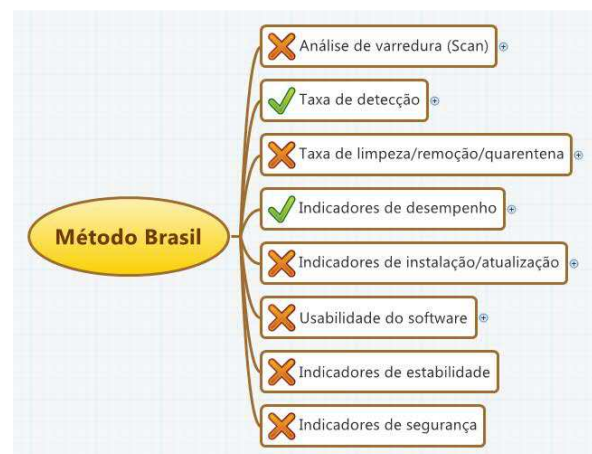 Análise de varredura (Scan)
Taxa de detecção
Taxa de limpeza/remoção/quarentena
Indicadores de desempenho
Método Brasil
Indicadores de instalação/atualização
Usabilidade do software
Indicadores de estabilidade
Indicadores de segurança